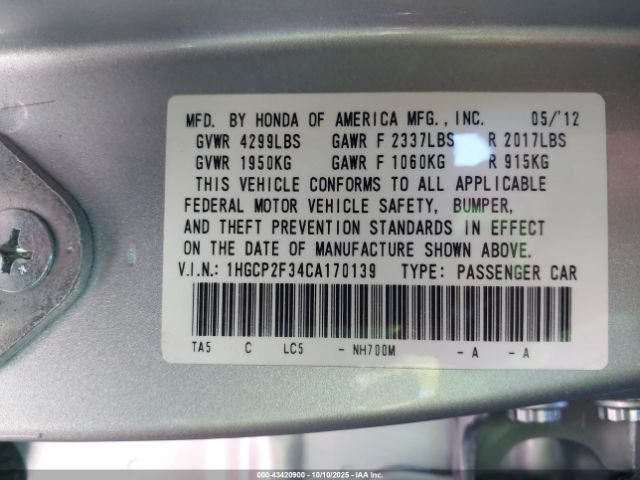 MFD. BY HONDA OF AMERICA MFG., INC. 05/'12
GVWR 4299LBS GAWR F 2337LBS R 2017LBS
GVWR 1950KG GAWR F 1060KG R 915KG
THIS VEHICLE CONFORMS TO ALL APPLICABLE
FEDERAL MOTOR VEHICLE SAFETY, BUMPER,
AND THEFT PREVENTION STANDARDS IN EFFECT
ON THE DATE OF MANUFACTURE SHOWN ABOVE.
V.I.N.: 1HGCP2F34CA170139 TYPE: PASSENGER CAR
TA5 C LC5 - NH700M - A - A
000-43420900 10/10/2025 Copyright © IAA, Inc.